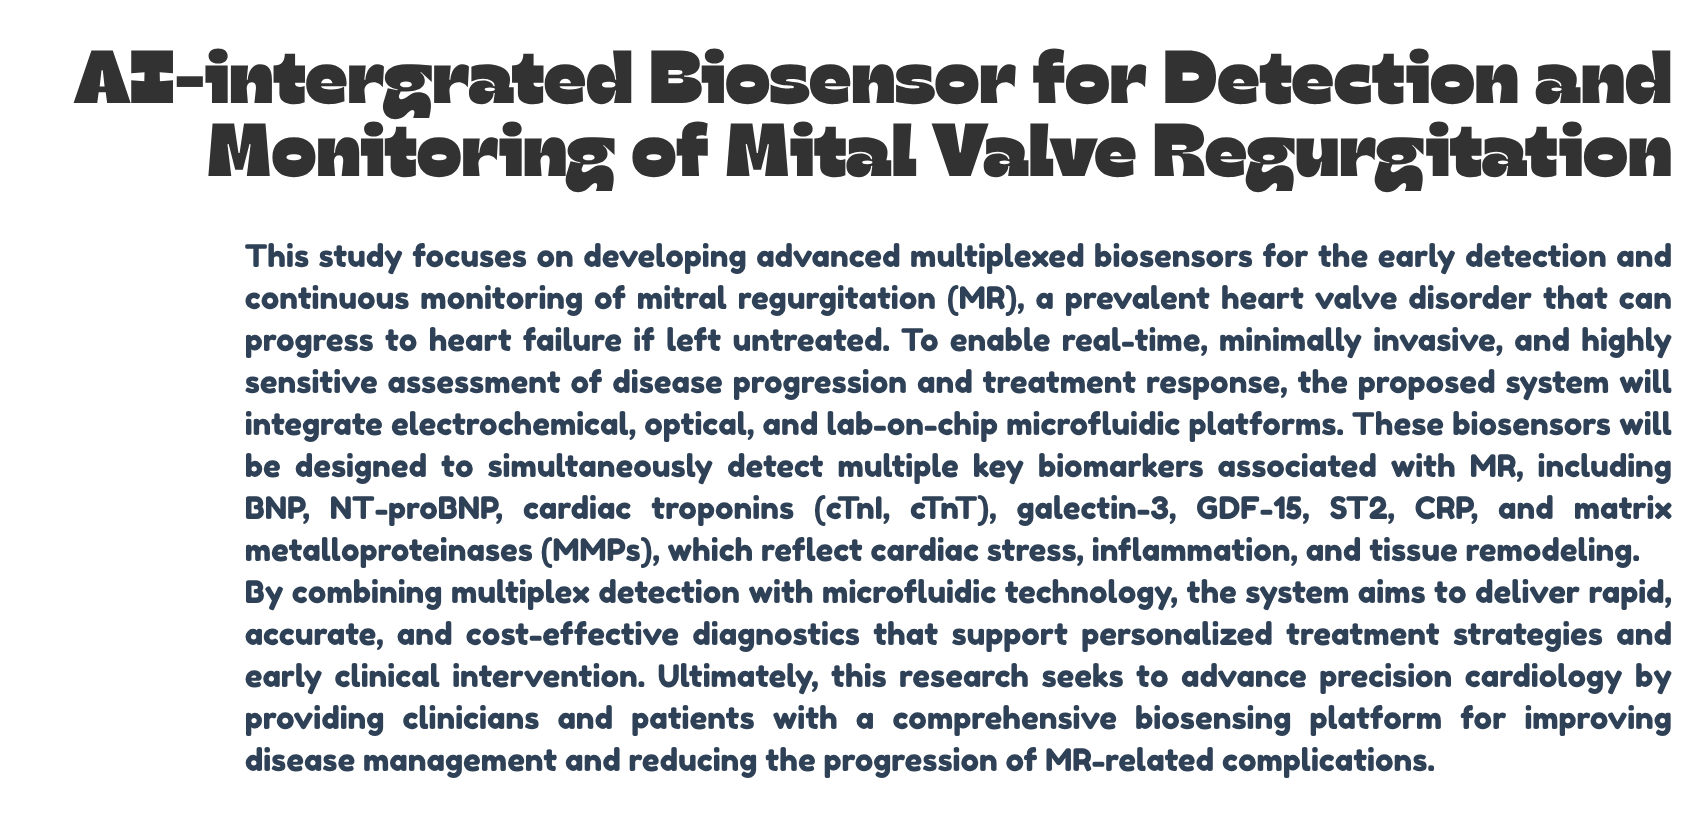 AI-intergrated Biosensor for Detection and
Monitoring of Mital Valve Regurgitation
This study focuses on developing advanced multiplexed biosensors for the early detection and
continuous monitoring of mitral regurgitation (MR), a prevalent heart valve disorder that can
progress to heart failure if left untreated. To enable real-time, minimally invasive, and highly
sensitive assessment of disease progression and treatment response, the proposed system will
integrate electrochemical, optical, and lab-on-chip microfluidic platforms. These biosensors will
be designed to simultaneously detect multiple key biomarkers associated with MR, including
BNP, NT-proBNP, cardiac troponins (cTnI, cTnT), galectin-3, GDF-15, ST2, CRP, and matrix
metalloproteinases (MMPs), which reflect cardiac stress, inflammation, and tissue remodeling.
By combining multiplex detection with microfluidic technology, the system aims to deliver rapid,
accurate, and cost-effective diagnostics that support personalized treatment strategies and
early clinical intervention. Ultimately, this research seeks to advance precision cardiology by
providing clinicians and patients with a comprehensive biosensing platform for improving
disease management and reducing the progression of MR-related complications.